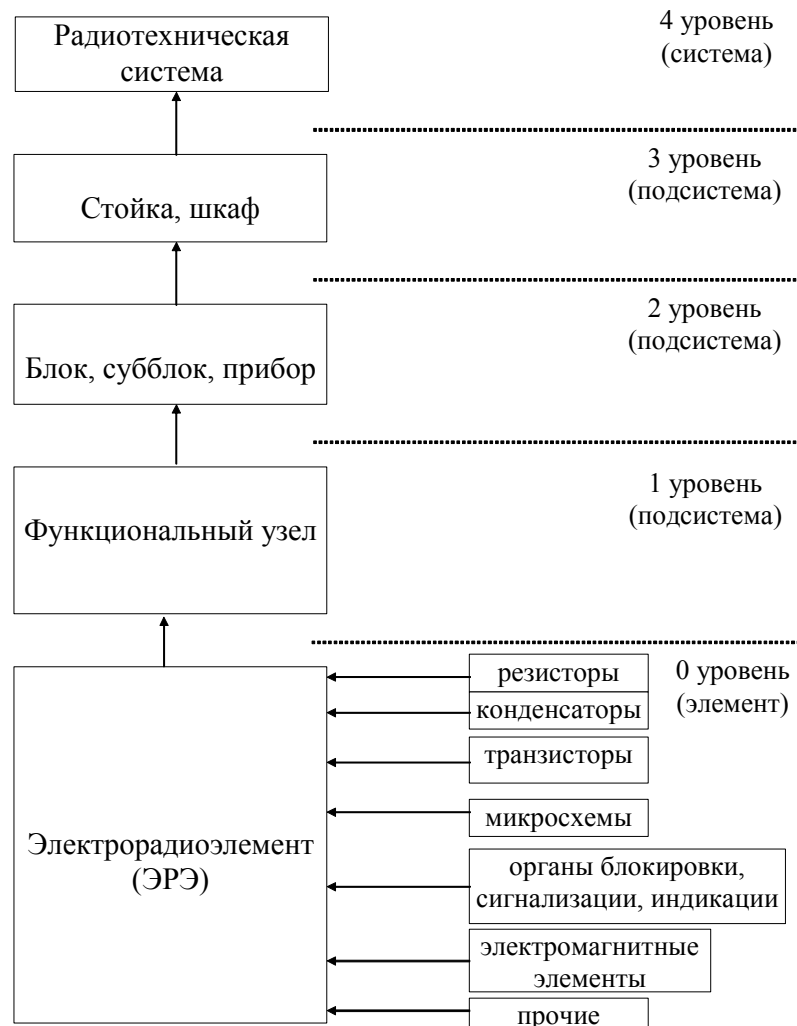 Радиотехническая
система
4 уровень
(система)
Стойка, шкаф
3 уровень
(подсистема)
Блок, субблок, прибор
2 уровень
(подсистема)
Функциональный узел
1 уровень
(подсистема)
Электрорадиоэлемент
(ЭРЭ)
резисторы
0 уровень
(элемент)
конденсаторы
транзисторы
микросхемы
органы блокировки,
сигнализации, индикации
электромагнитные
элементы
прочие